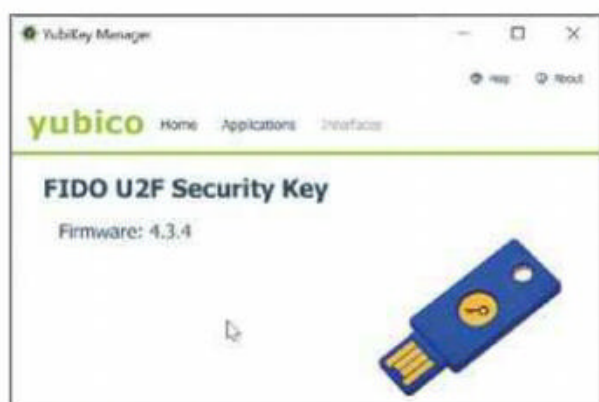 YubiKey Manager
Help About
yubico Home Applications Interfaces
FIDO U2F Security Key
Firmware: 4.3.4